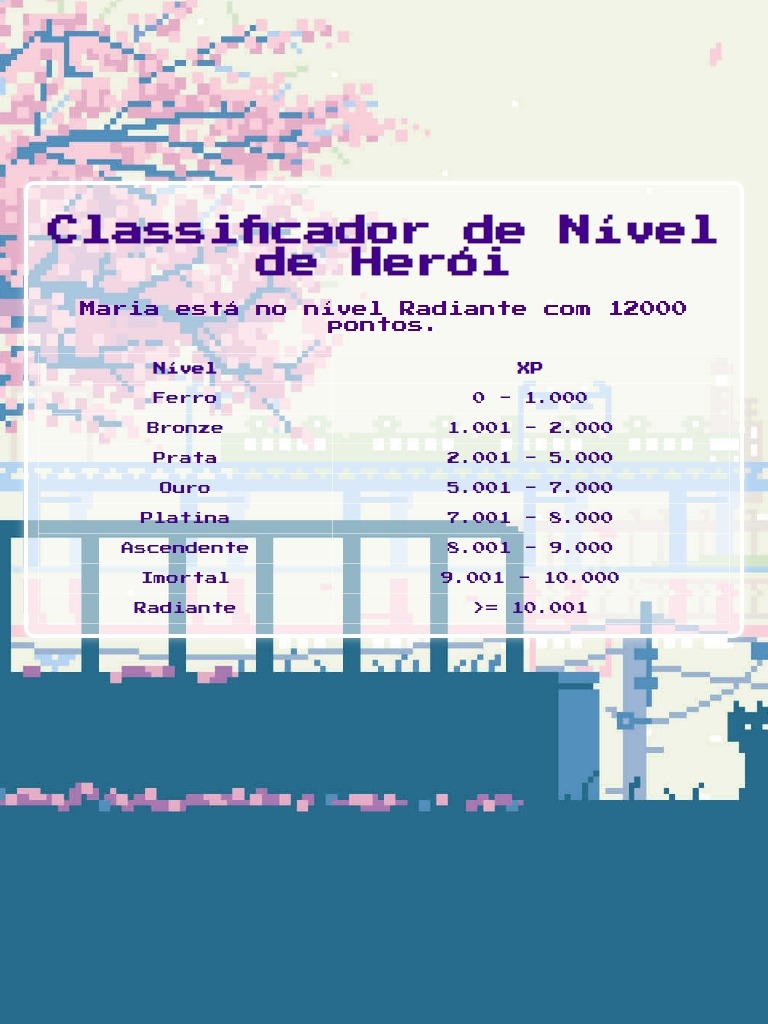 Classificador de Nível
de Herói
Maria está no nível Radiante com 12000
pontos.
Nível XP
Ferro 0 - 1.000
Bronze 1.001 - 2.000
Prata 2.001 - 5.000
Ouro 5.001 - 7.000
Platina 7.001 - 8.000
Ascendente 8.001 - 9.000
Imortal 9.001 - 10.000
Radiante >= 10.001